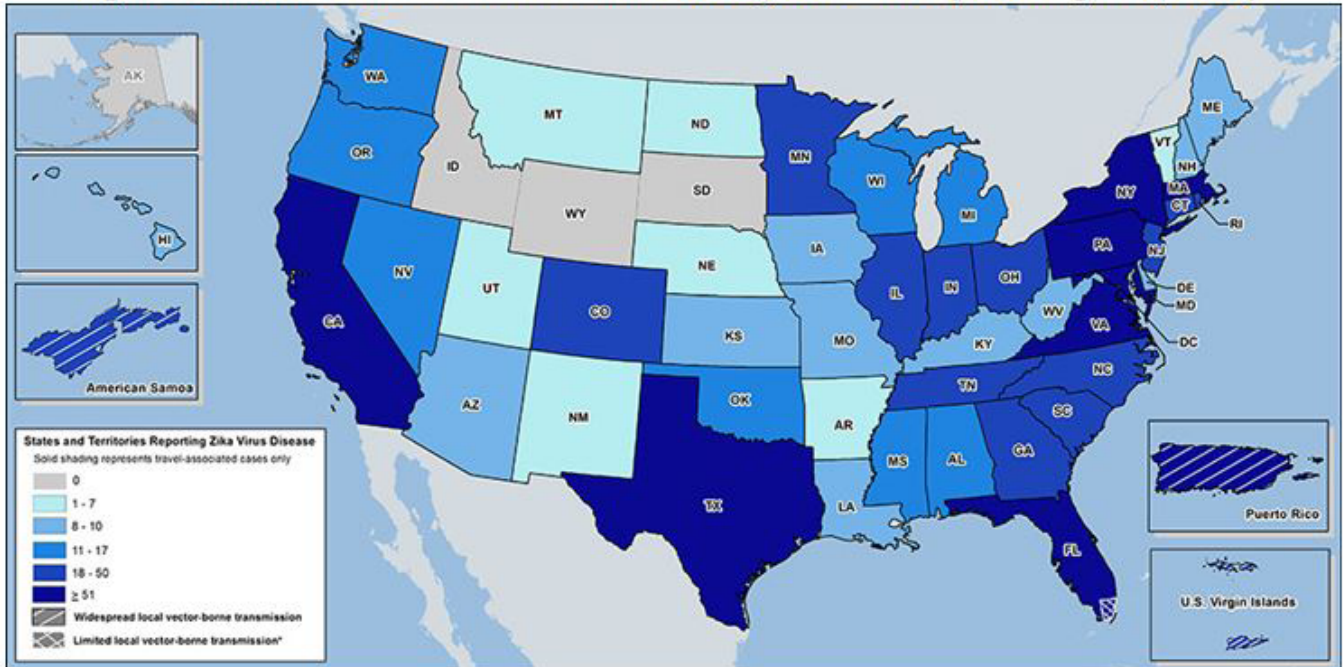 AK
HI
American Samoa
States and Territories Reporting Zika Virus Disease
Solid shading represents travel-associated cases only
0
1 - 7
8 - 10
11 - 17
18 - 50
≥ 51
Widespread local vector-borne transmission
Limited local vector-borne transmission*
WA
MT
ND
MN
OR
ID
SD
WY
WI
MI
ME
VT
NH
NY
MA
CT
RI
IA
NE
PA
NJ
NV
UT
CO
IL
IN
OH
DE
MD
WV
VA
DC
CA
KS
MO
KY
NC
TN
AZ
NM
OK
AR
SC
MS
AL
GA
TX
LA
FL
Puerto Rico
U.S. Virgin Islands